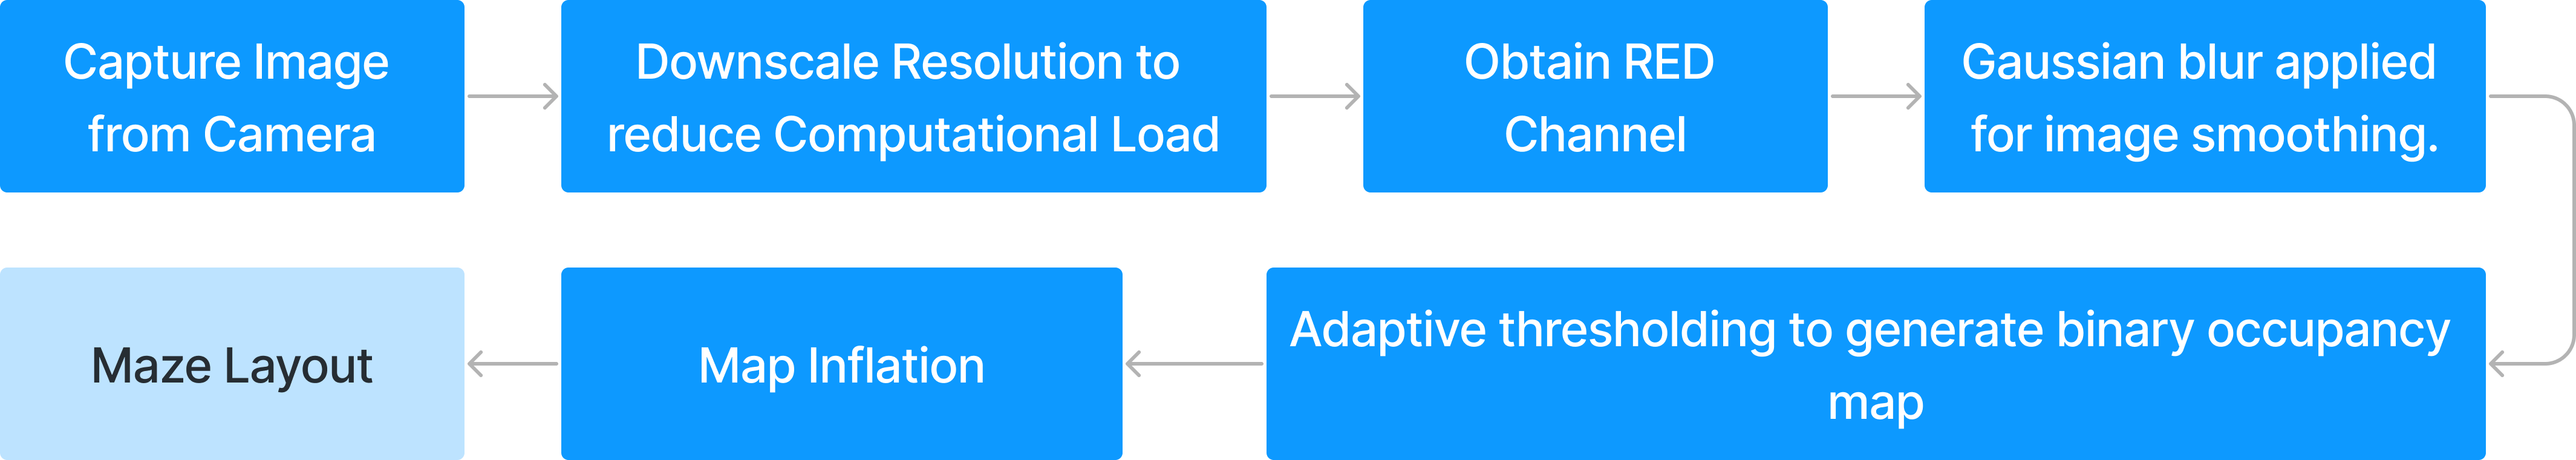 Capture Image
from Camera
Downscale Resolution to
reduce Computational Load
Obtain RED
Channel
Gaussian blur applied
for image smoothing.
Adaptive thresholding to generate binary occupancy
map
Map Inflation
Maze Layout